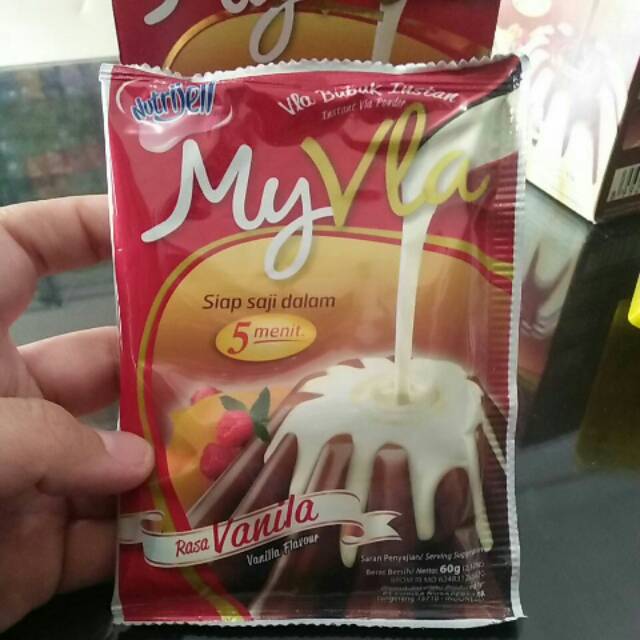 NutriJell
Vla Bubuk Instan
Instant Vla Powder
MyVla
Siap saji dalam
5 menit.
Rasa Vanila
Vanilla Flavour
Saran Penyajian/ Serving
Berat Bersih/ Netto: 60g